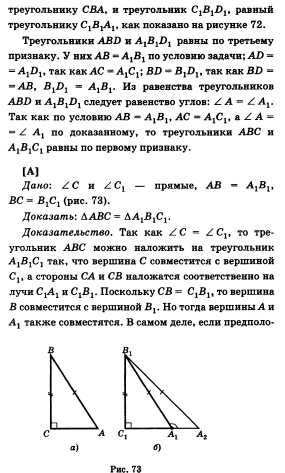 треугольнику CBA, и треугольник C₁B₁D₁, равный
треугольнику C₁B₁A₁, как показано на рисунке 72.
Треугольники ABD и A₁B₁D₁ равны по третьему
признаку. У них AB = A₁B₁ по условию задачи; AD =
= A₁D₁, так как AC = A₁C₁; BD = B₁D₁, так как BD =
= AB, B₁D₁ = A₁B₁. Из равенства треугольников
ABD и A₁B₁D₁ следует равенство углов: ∠ A = ∠ A₁.
Так как по условию AB = A₁B₁, AC = A₁C₁, а ∠ A =
= ∠ A₁ по доказанному, то треугольники ABC и
A₁B₁C₁ равны по первому признаку.
[А]
Дано: ∠ C и ∠ C₁ — прямые, AB = A₁B₁,
BC = B₁C₁ (рис. 73).
Доказать: ΔABC = ΔA₁B₁C₁.
Доказательство. Так как ∠ C = ∠ C₁, то тре-
угольник ABC можно наложить на треугольник
A₁B₁C₁ так, что вершина C совместится с вершиной
C₁, а стороны CA и CB наложатся соответственно на
лучи C₁A₁ и C₁B₁. Поскольку CB = C₁B₁, то вершина
B совместится с вершиной B₁. Но тогда вершины A и
A₁ также совместятся. В самом деле, если предполо-
B B₁
C A C₁ A₁ A₂
а) б)
Рис. 73